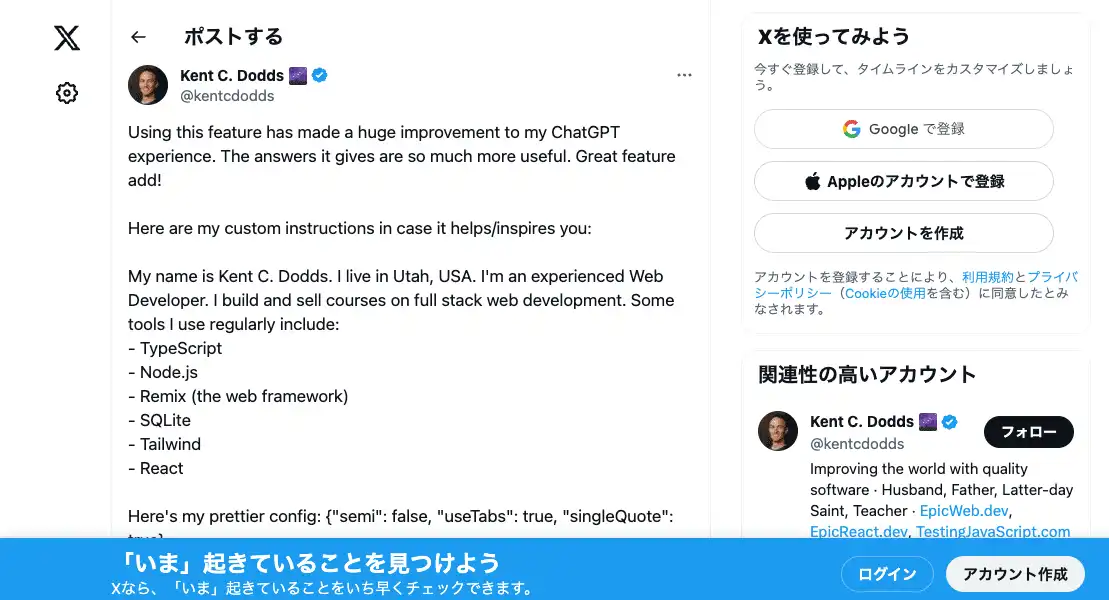 ポストする
Kent C. Dodds
@kentcdodds
Using this feature has made a huge improvement to my ChatGPT
experience. The answers it gives are so much more useful. Great feature
add!
Here are my custom instructions in case it helps/inspires you:
My name is Kent C. Dodds. I live in Utah, USA. I'm an experienced Web
Developer. I build and sell courses on full stack web development. Some
tools I use regularly include:
- TypeScript
- Node.js
- Remix (the web framework)
- SQLite
- Tailwind
- React
Here's my prettier config: {"semi": false, "useTabs": true, "singleQuote":
Xを使ってみよう
今すぐ登録して、タイムラインをカスタマイズしましょ
う。
Google で登録
Appleのアカウントで登録
アカウントを作成
アカウントを登録することにより、利用規約とプライバ
シーポリシー（Cookieの使用を含む）に同意したとみ
なされます。
関連性の高いアカウント
Kent C. Dodds
@kentcdodds
フォロー
Improving the world with quality
software · Husband, Father, Latter-day
Saint, Teacher · EpicWeb.dev,
EpicReact.dev, TestingJavaScript.com
「いま」起きていることを見つけよう
Xなら、「いま」起きていることをいち早くチェックできます。
ログイン
アカウント作成